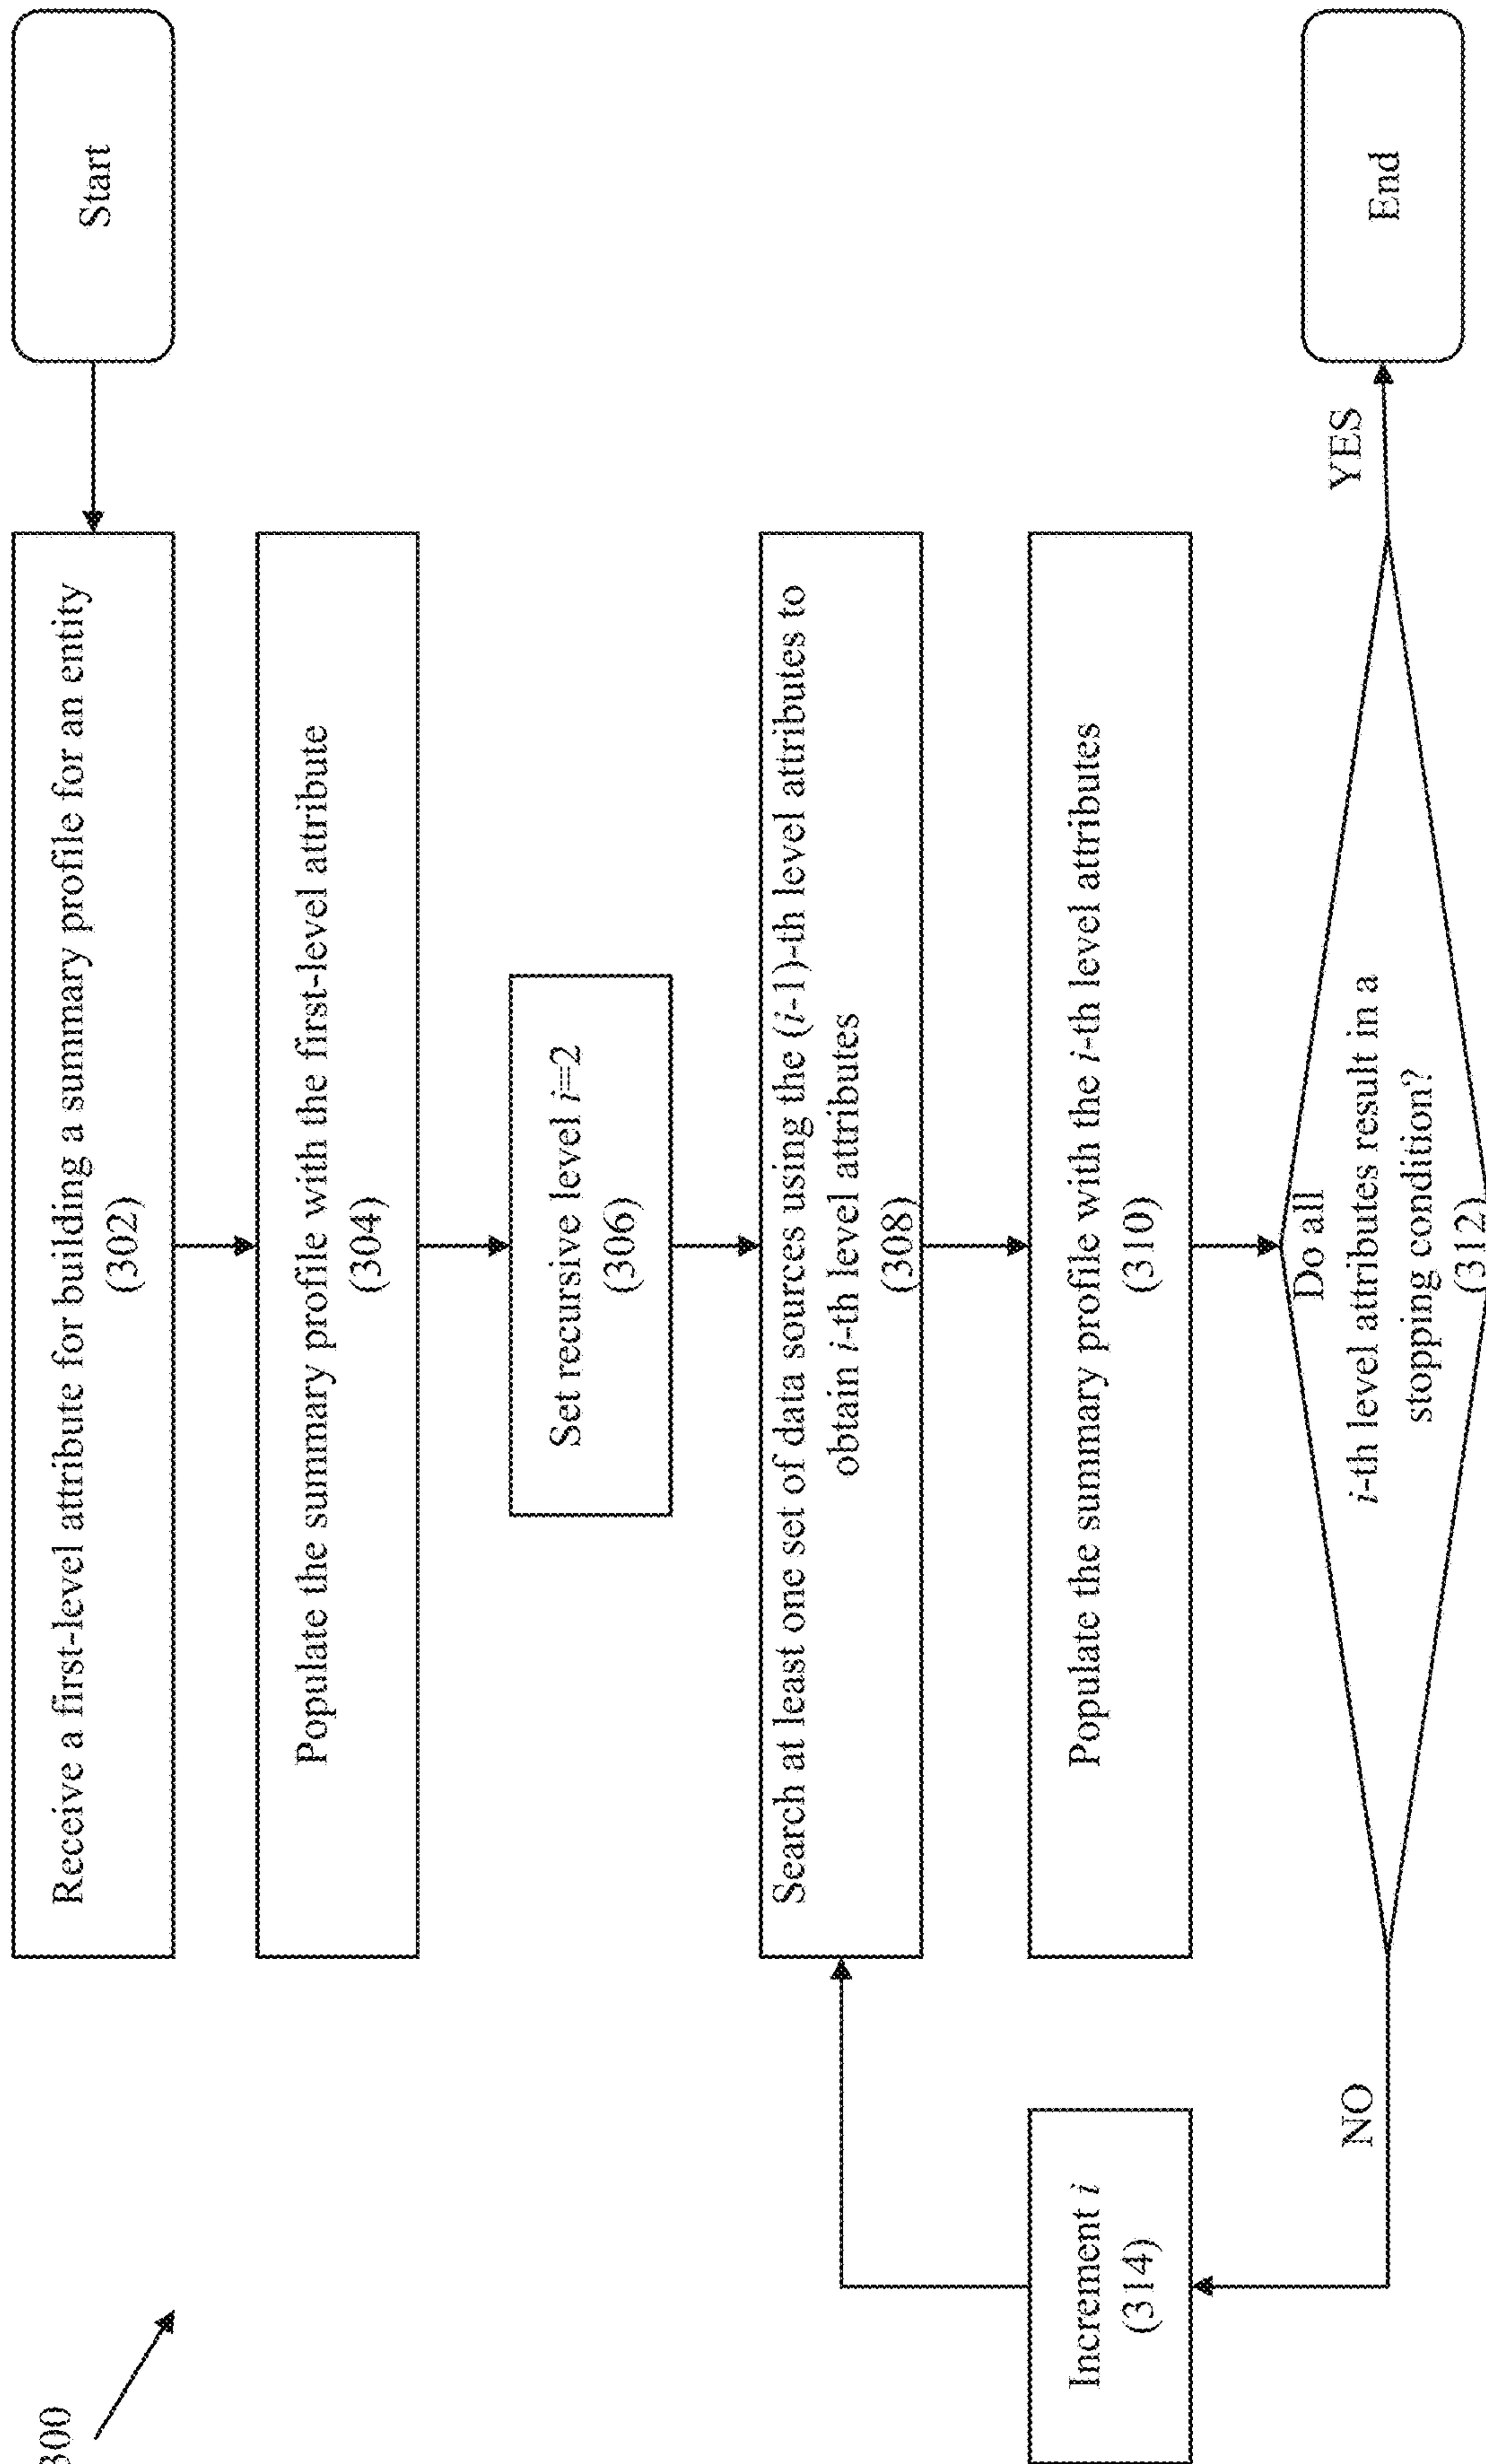 300
Start
Receive a first-level attribute for building a summary profile for an entity
(302)
Populate the summary profile with the first-level attribute
(304)
Set recursive level i=2
(306)
Search at least one set of data sources using the (i-1)-th level attributes to
obtain i-th level attributes
(308)
Populate the summary profile with the i-th level attributes
(310)
Do all
i-th level attributes result in a
stopping condition?
(312)
NO
YES
Increment i
(314)
End